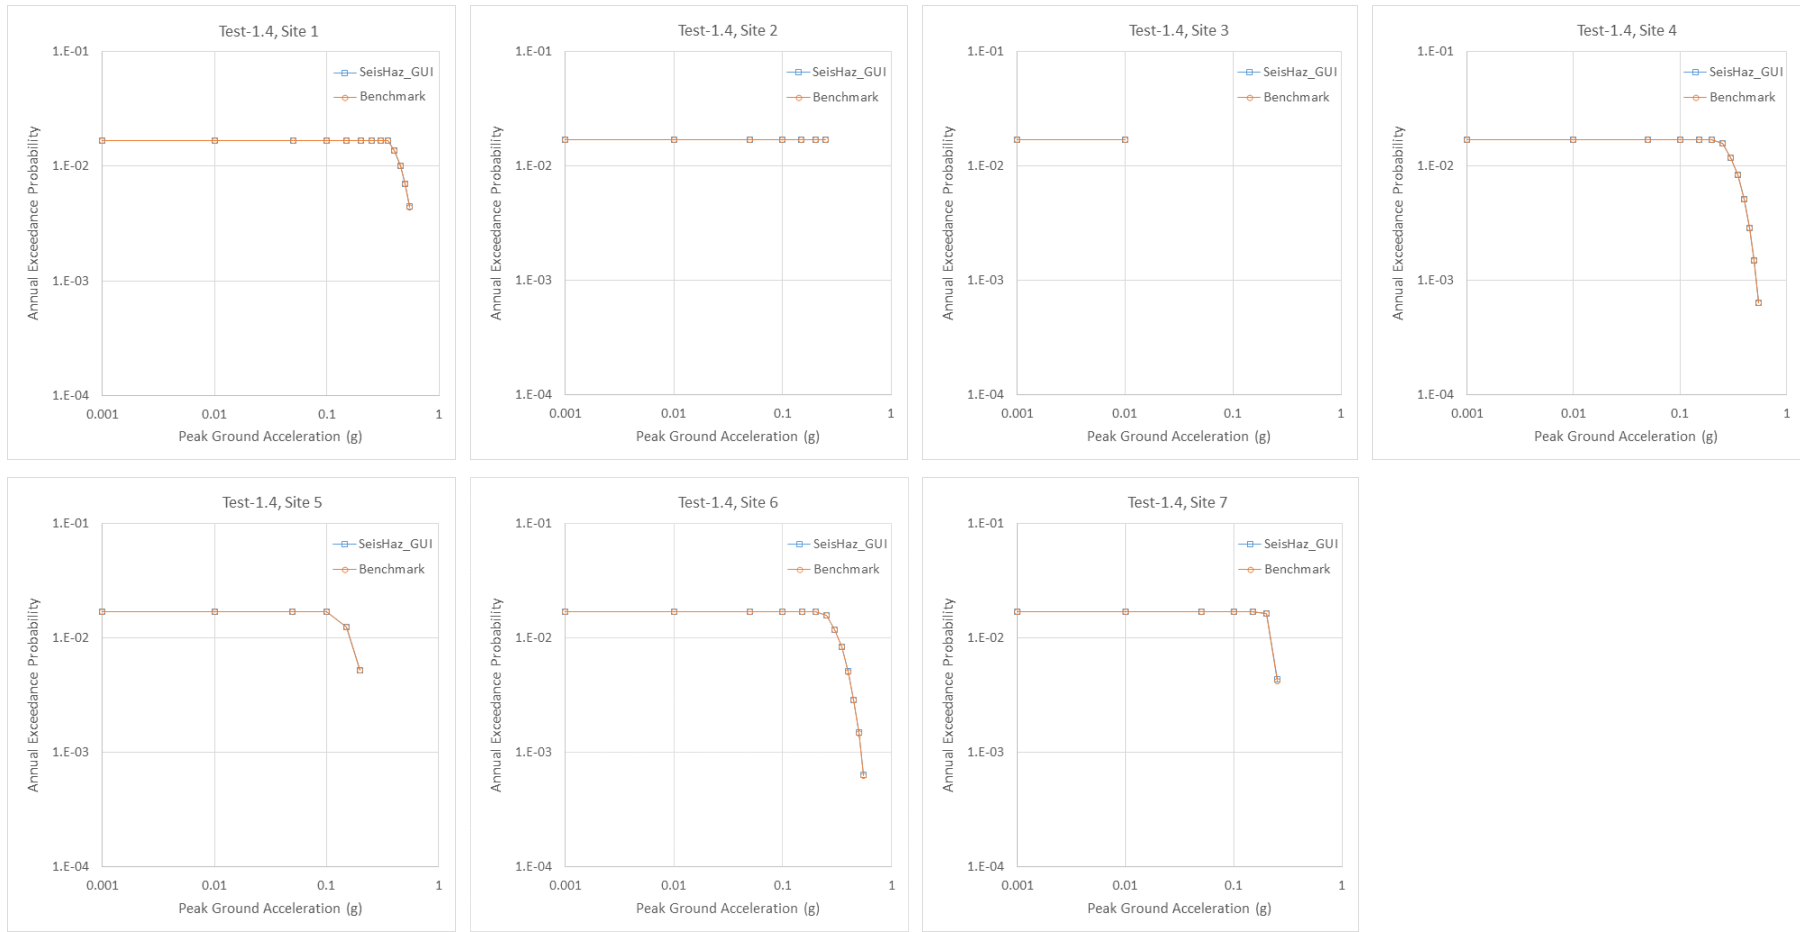 Test-1.4, Site 1
SeisHaz_GUI
Benchmark
Annual Exceedance Probability
1.E-01
1.E-02
1.E-03
1.E-04
0.001
0.01
0.1
1
Peak Ground Acceleration (g)
Test-1.4, Site 2
SeisHaz_GUI
Benchmark
Annual Exceedance Probability
1.E-01
1.E-02
1.E-03
1.E-04
0.001
0.01
0.1
1
Peak Ground Acceleration (g)
Test-1.4, Site 3
SeisHaz_GUI
Benchmark
Annual Exceedance Probability
1.E-01
1.E-02
1.E-03
1.E-04
0.001
0.01
0.1
1
Peak Ground Acceleration (g)
Test-1.4, Site 4
SeisHaz_GUI
Benchmark
Annual Exceedance Probability
1.E-01
1.E-02
1.E-03
1.E-04
0.001
0.01
0.1
1
Peak Ground Acceleration (g)
Test-1.4, Site 5
SeisHaz_GUI
Benchmark
Annual Exceedance Probability
1.E-01
1.E-02
1.E-03
1.E-04
0.001
0.01
0.1
1
Peak Ground Acceleration (g)
Test-1.4, Site 6
SeisHaz_GUI
Benchmark
Annual Exceedance Probability
1.E-01
1.E-02
1.E-03
1.E-04
0.001
0.01
0.1
1
Peak Ground Acceleration (g)
Test-1.4, Site 7
SeisHaz_GUI
Benchmark
Annual Exceedance Probability
1.E-01
1.E-02
1.E-03
1.E-04
0.001
0.01
0.1
1
Peak Ground Acceleration (g)